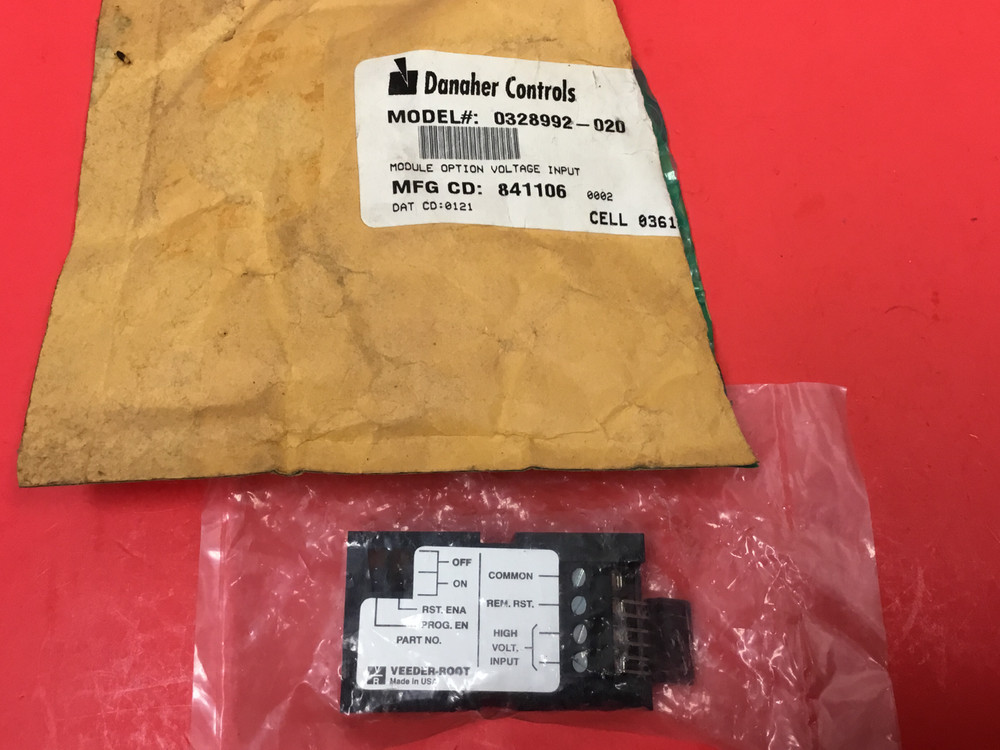 Danaher Controls
MODEL#: 0328992-020
MODULE OPTION VOLTAGE INPUT
MFG CD: 841106 0002
DAT CD:0121
CELL 0361
OFF
ON
RST. ENA
PROG. EN
PART NO.
VEEDER-ROOT
Made in USA
COMMON
REM. RST.
HIGH
VOLT.
INPUT
V
R